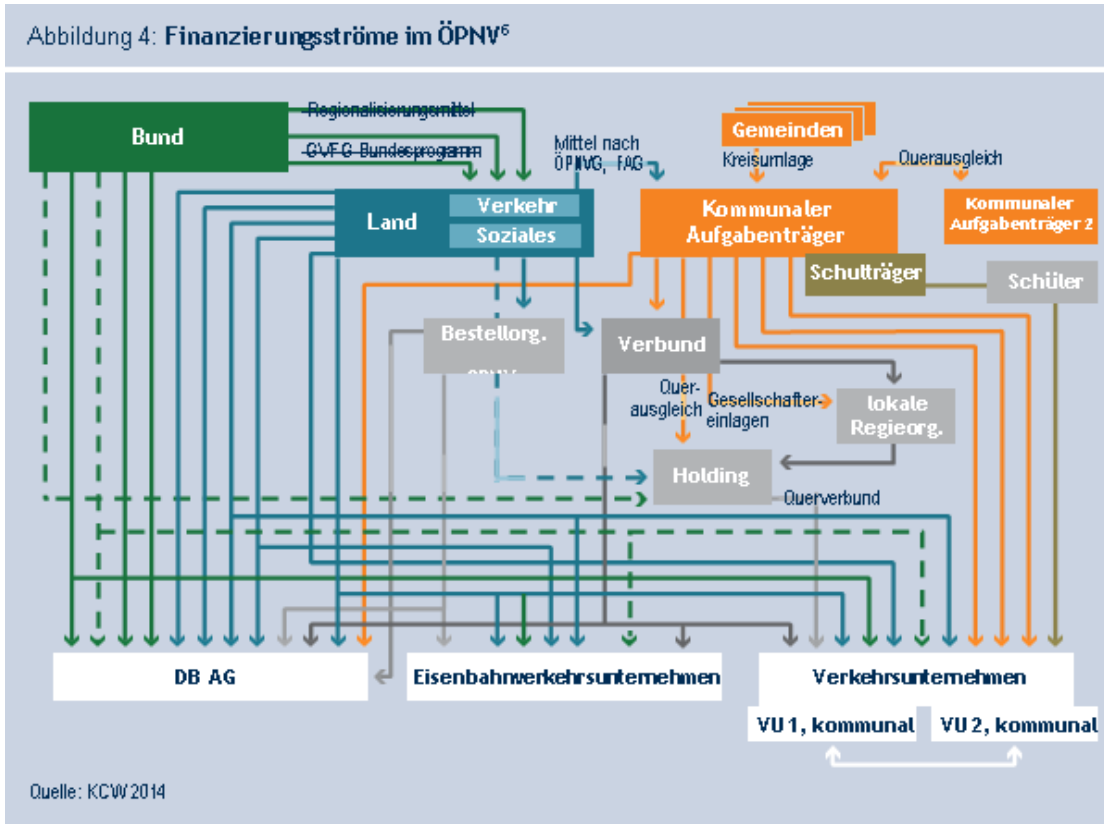 Abbildung 4: Finanzierungsströme im ÖPNV⁶
Regionalisierungsmittel
Bund
GVFG-Bundesprogramm
Mittel nach
ÖPNVG, FAG
Gemeinden
Kreisumlage
Querausgleich
Land
Verkehr
Soziales
Kommunaler
Aufgabenträger
Kommunaler
Aufgabenträger 2
Schutträger
Schüler
Bestellorg.
Verbund
Quer-
ausgleich
Gesellschafter-
einlagen
lokale
Regieorg.
Holding
Querverbund
DB AG
Eisenbahnverkehrsunternehmen
Verkehrsunternehmen
VU 1, kommunal
VU 2, kommunal
Quelle: KCW 2014